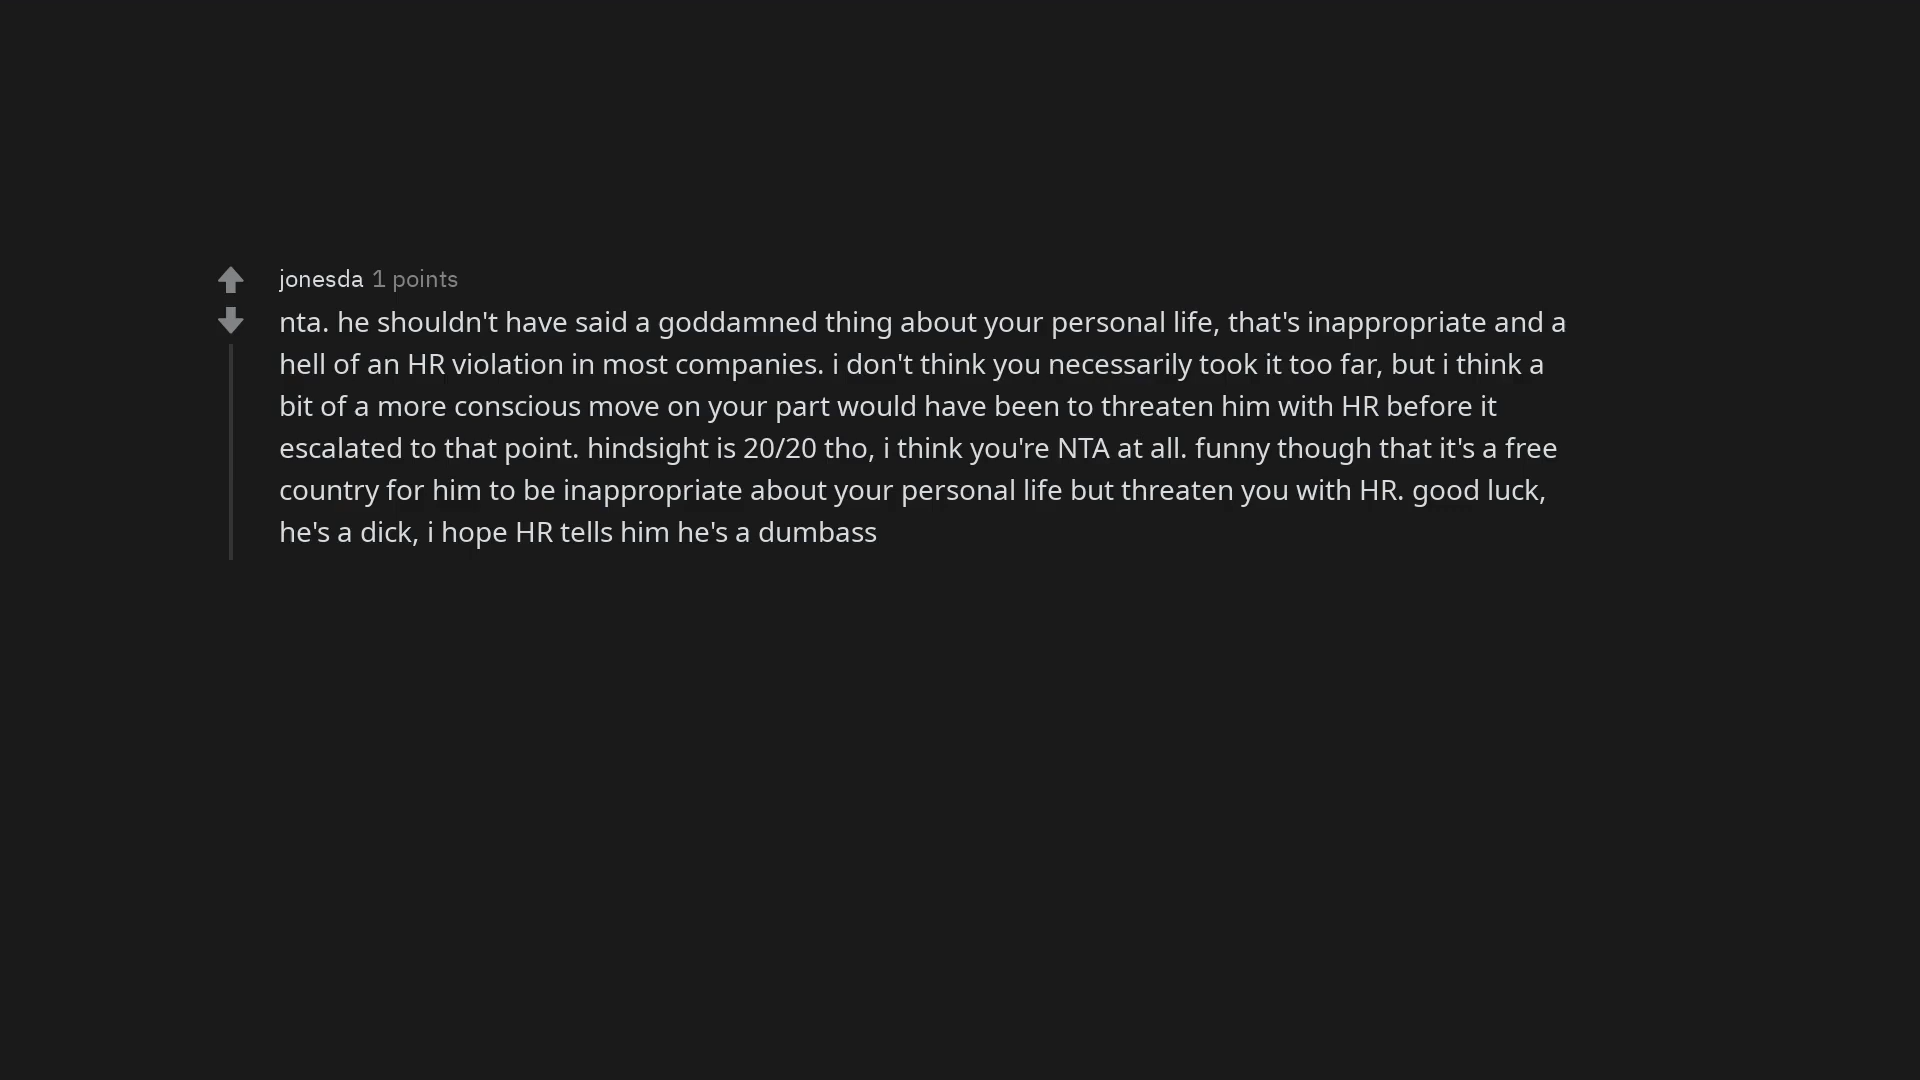 jonesda 1 points
nta. he shouldn't have said a goddamned thing about your personal life, that's inappropriate and a
hell of an HR violation in most companies. i don't think you necessarily took it too far, but i think a
bit of a more conscious move on your part would have been to threaten him with HR before it
escalated to that point. hindsight is 20/20 tho, i think you're NTA at all. funny though that it's a free
country for him to be inappropriate about your personal life but threaten you with HR. good luck,
he's a dick, i hope HR tells him he's a dumbass